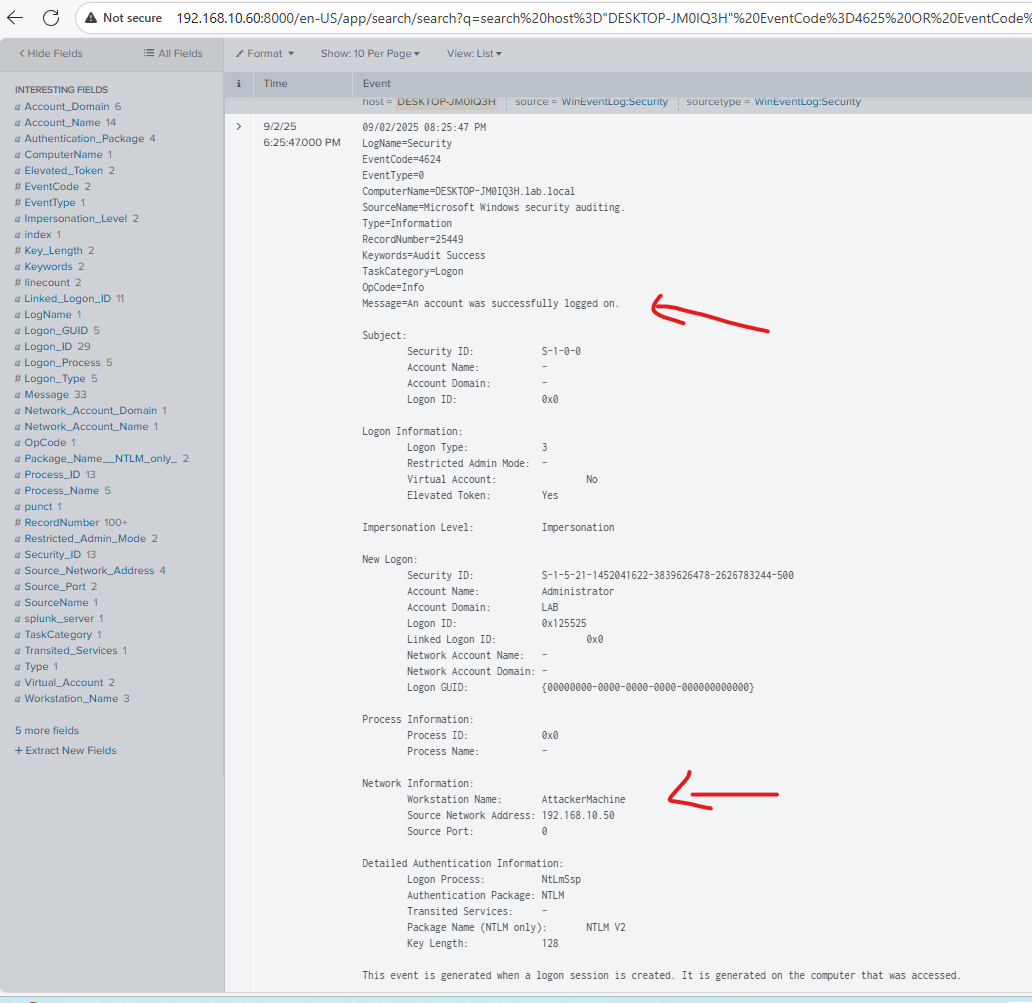 Not secure 192.168.10.60:8000/en-US/app/search/search?q=search%20host%3D"DESKTOP-JM0IQ3H"%20EventCode%3D4625%20OR%20EventCode%
Hide Fields All Fields Format Show: 10 Per Page View: List
i Time Event
INTERESTING FIELDS
a Account_Domain 6
a Account_Name 14
a Authentication_Package 4
a ComputerName 1
a Elevated_Token 2
# EventCode 2
# EventType 1
a Impersonation_Level 2
a index 1
# Key_Length 2
a Keywords 2
# linecount 2
a Linked_Logon_ID 11
a LogName 1
a Logon_GUID 5
a Logon_ID 29
a Logon_Process 5
# Logon_Type 5
a Message 33
a Network_Account_Domain 1
a Network_Account_Name 1
a OpCode 1
a Package_Name__NTLM_only_ 2
a Process_ID 13
a Process_Name 5
a punct 1
# RecordNumber 100+
a Restricted_Admin_Mode 2
a Security_ID 13
a Source_Network_Address 4
a Source_Port 2
a SourceName 1
a splunk_server 1
a TaskCategory 1
a Transited_Services 1
a Type 1
a Virtual_Account 2
a Workstation_Name 3
5 more fields
+ Extract New Fields
host = DESKTOP-JM0IQ3H source = WinEventLog:Security sourcetype = WinEventLog:Security
9/2/25
6:25:47.000 PM
09/02/2025 08:25:47 PM
LogName=Security
EventCode=4624
EventType=0
ComputerName=DESKTOP-JM0IQ3H.lab.local
SourceName=Microsoft Windows security auditing.
Type=Information
RecordNumber=25449
Keywords=Audit Success
TaskCategory=Logon
OpCode=Info
Message=An account was successfully logged on.
Subject:
Security ID: S-1-0-0
Account Name: -
Account Domain: -
Logon ID: 0x0
Logon Information:
Logon Type: 3
Restricted Admin Mode: -
Virtual Account: No
Elevated Token: Yes
Impersonation Level: Impersonation
New Logon:
Security ID: S-1-5-21-1452041622-3839626478-2626783244-500
Account Name: Administrator
Account Domain: LAB
Logon ID: 0x125525
Linked Logon ID: 0x0
Network Account Name: -
Network Account Domain: -
Logon GUID: {00000000-0000-0000-0000-000000000000}
Process Information:
Process ID: 0x0
Process Name: -
Network Information:
Workstation Name: AttackerMachine
Source Network Address: 192.168.10.50
Source Port: 0
Detailed Authentication Information:
Logon Process: NtLmSsp
Authentication Package: NTLM
Transited Services: -
Package Name (NTLM only): NTLM V2
Key Length: 128
This event is generated when a logon session is created. It is generated on the computer that was accessed.